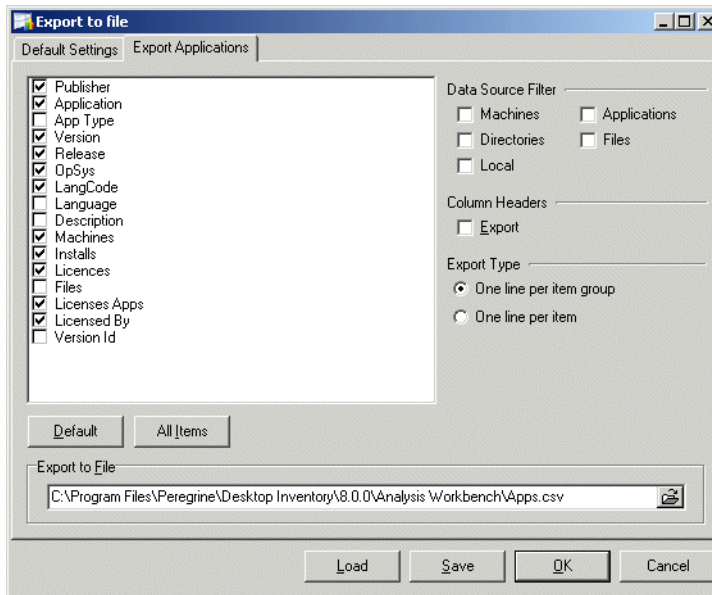 Export to file
Default Settings
Export Applications
Publisher
Application
App Type
Version
Release
OpSys
LangCode
Language
Description
Machines
Installs
Licences
Files
Licenses Apps
Licensed By
Version Id
Data Source Filter
Machines
Applications
Directories
Files
Local
Column Headers
Export
Export Type
One line per item group
One line per item
Default
All Items
Export to File
C:\Program Files\Peregrine\Desktop Inventory\8.0.0\Analysis Workbench\Apps.csv
Load
Save
OK
Cancel